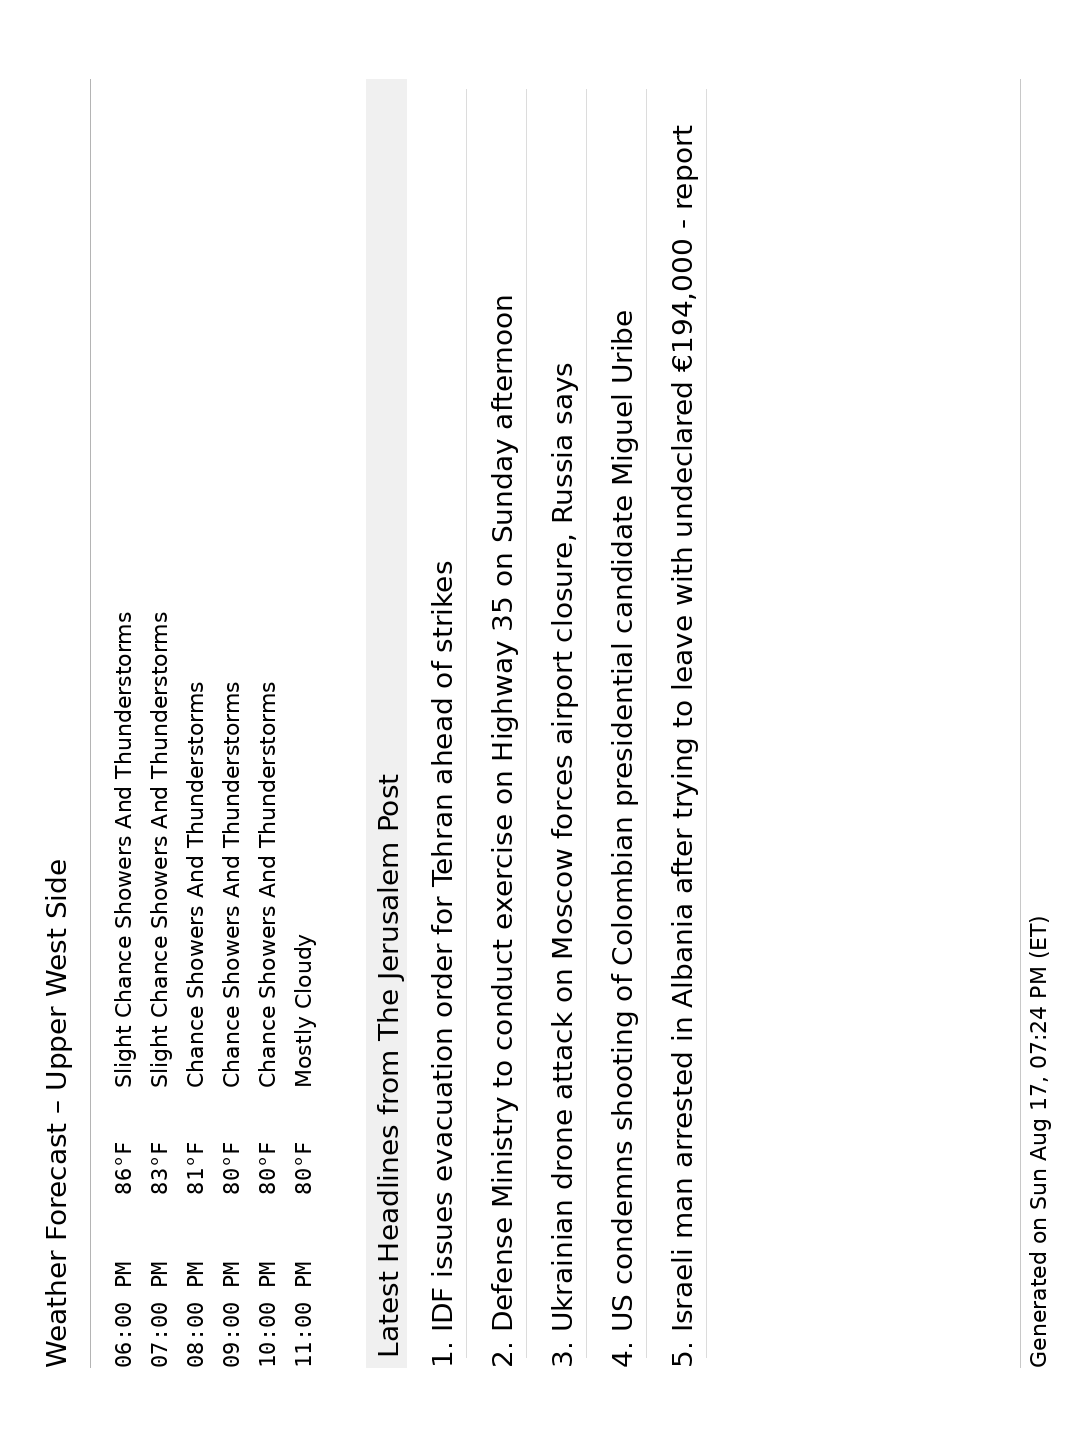 Weather Forecast – Upper West Side
06:00 PM 86°F Slight Chance Showers And Thunderstorms
07:00 PM 83°F Slight Chance Showers And Thunderstorms
08:00 PM 81°F Chance Showers And Thunderstorms
09:00 PM 80°F Chance Showers And Thunderstorms
10:00 PM 80°F Chance Showers And Thunderstorms
11:00 PM 80°F Mostly Cloudy
Latest Headlines from The Jerusalem Post
1. IDF issues evacuation order for Tehran ahead of strikes
2. Defense Ministry to conduct exercise on Highway 35 on Sunday afternoon
3. Ukrainian drone attack on Moscow forces airport closure, Russia says
4. US condemns shooting of Colombian presidential candidate Miguel Uribe
5. Israeli man arrested in Albania after trying to leave with undeclared €194,000 - report
Generated on Sun Aug 17, 07:24 PM (ET)